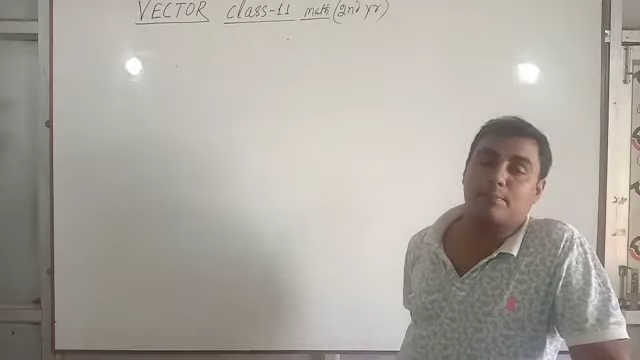 VECTOR class-11 math (2nd yr)